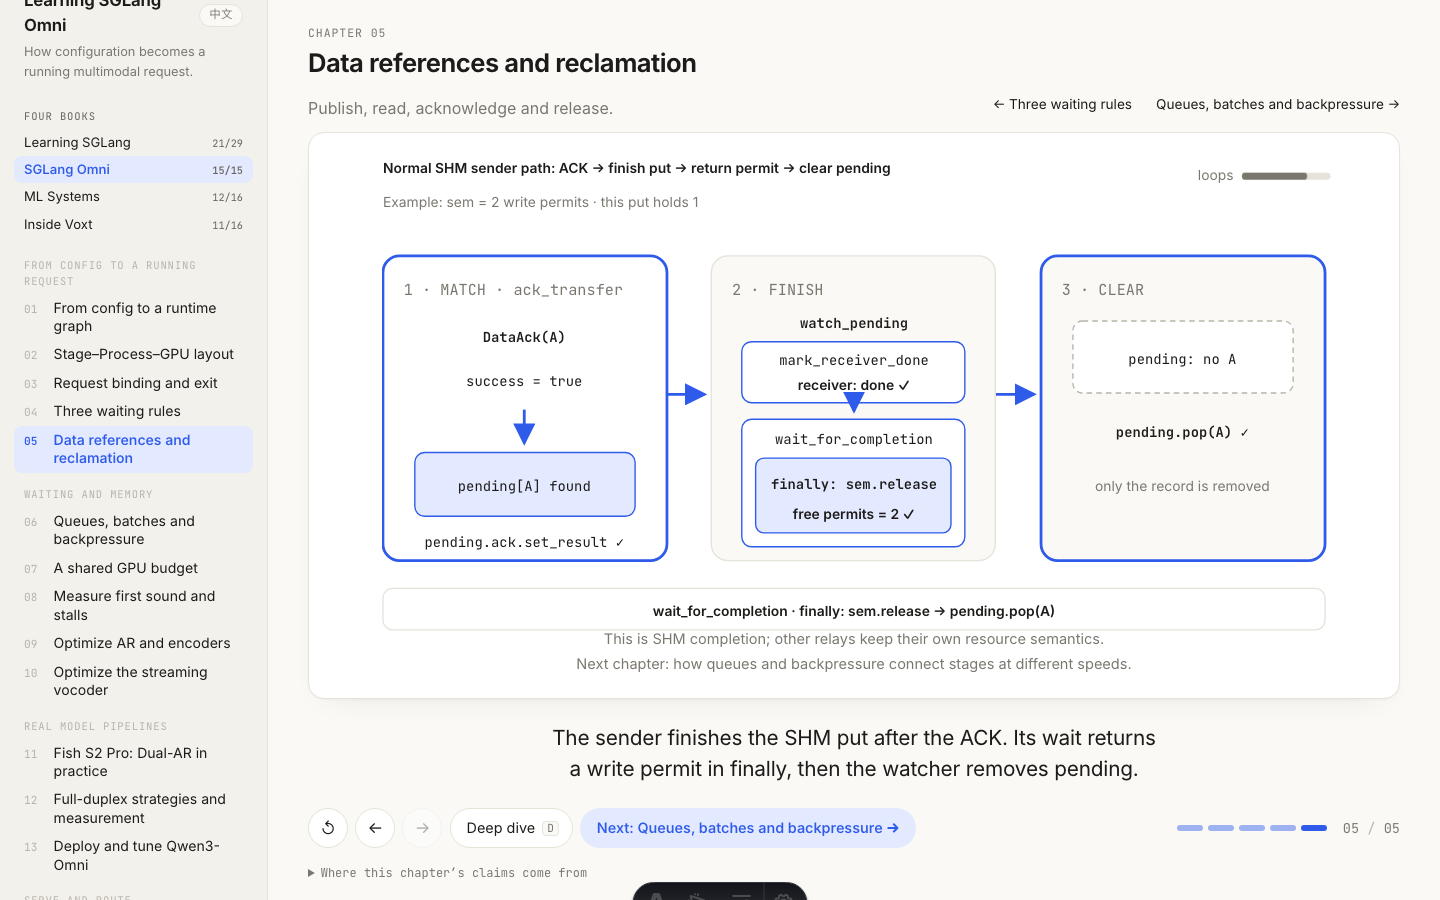 Learning SGLang
Omni
中文
How configuration becomes a
running multimodal request.
FOUR BOOKS
Learning SGLang 21/29
SGLang Omni 15/15
ML Systems 12/16
Inside Voxt 11/16
FROM CONFIG TO A RUNNING
REQUEST
01 From config to a runtime
graph
02 Stage–Process–GPU layout
03 Request binding and exit
04 Three waiting rules
05 Data references and
reclamation
WAITING AND MEMORY
06 Queues, batches and
backpressure
07 A shared GPU budget
08 Measure first sound and
stalls
09 Optimize AR and encoders
10 Optimize the streaming
vocoder
REAL MODEL PIPELINES
11 Fish S2 Pro: Dual-AR in
practice
12 Full-duplex strategies and
measurement
13 Deploy and tune Qwen3-
Omni
SERVE AND ROUTE
CHAPTER 05
Data references and reclamation
Publish, read, acknowledge and release.
← Three waiting rules Queues, batches and backpressure →
Normal SHM sender path: ACK → finish put → return permit → clear pending
loops
Example: sem = 2 write permits · this put holds 1
1 · MATCH · ack_transfer
DataAck(A)
success = true
pending[A] found
pending.ack.set_result ✓
2 · FINISH
watch_pending
mark_receiver_done
receiver: done ✓
wait_for_completion
finally: sem.release
free permits = 2 ✓
3 · CLEAR
pending: no A
pending.pop(A) ✓
only the record is removed
wait_for_completion · finally: sem.release → pending.pop(A)
This is SHM completion; other relays keep their own resource semantics.
Next chapter: how queues and backpressure connect stages at different speeds.
The sender finishes the SHM put after the ACK. Its wait returns
a write permit in finally, then the watcher removes pending.
Deep dive D
Next: Queues, batches and backpressure →
05 / 05
▶ Where this chapter's claims come from